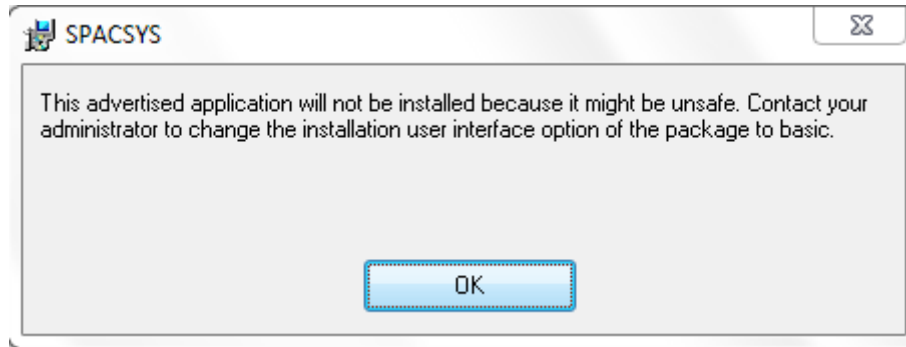 SPACSYS
This advertised application will not be installed because it might be unsafe. Contact your
administrator to change the installation user interface option of the package to basic.
OK